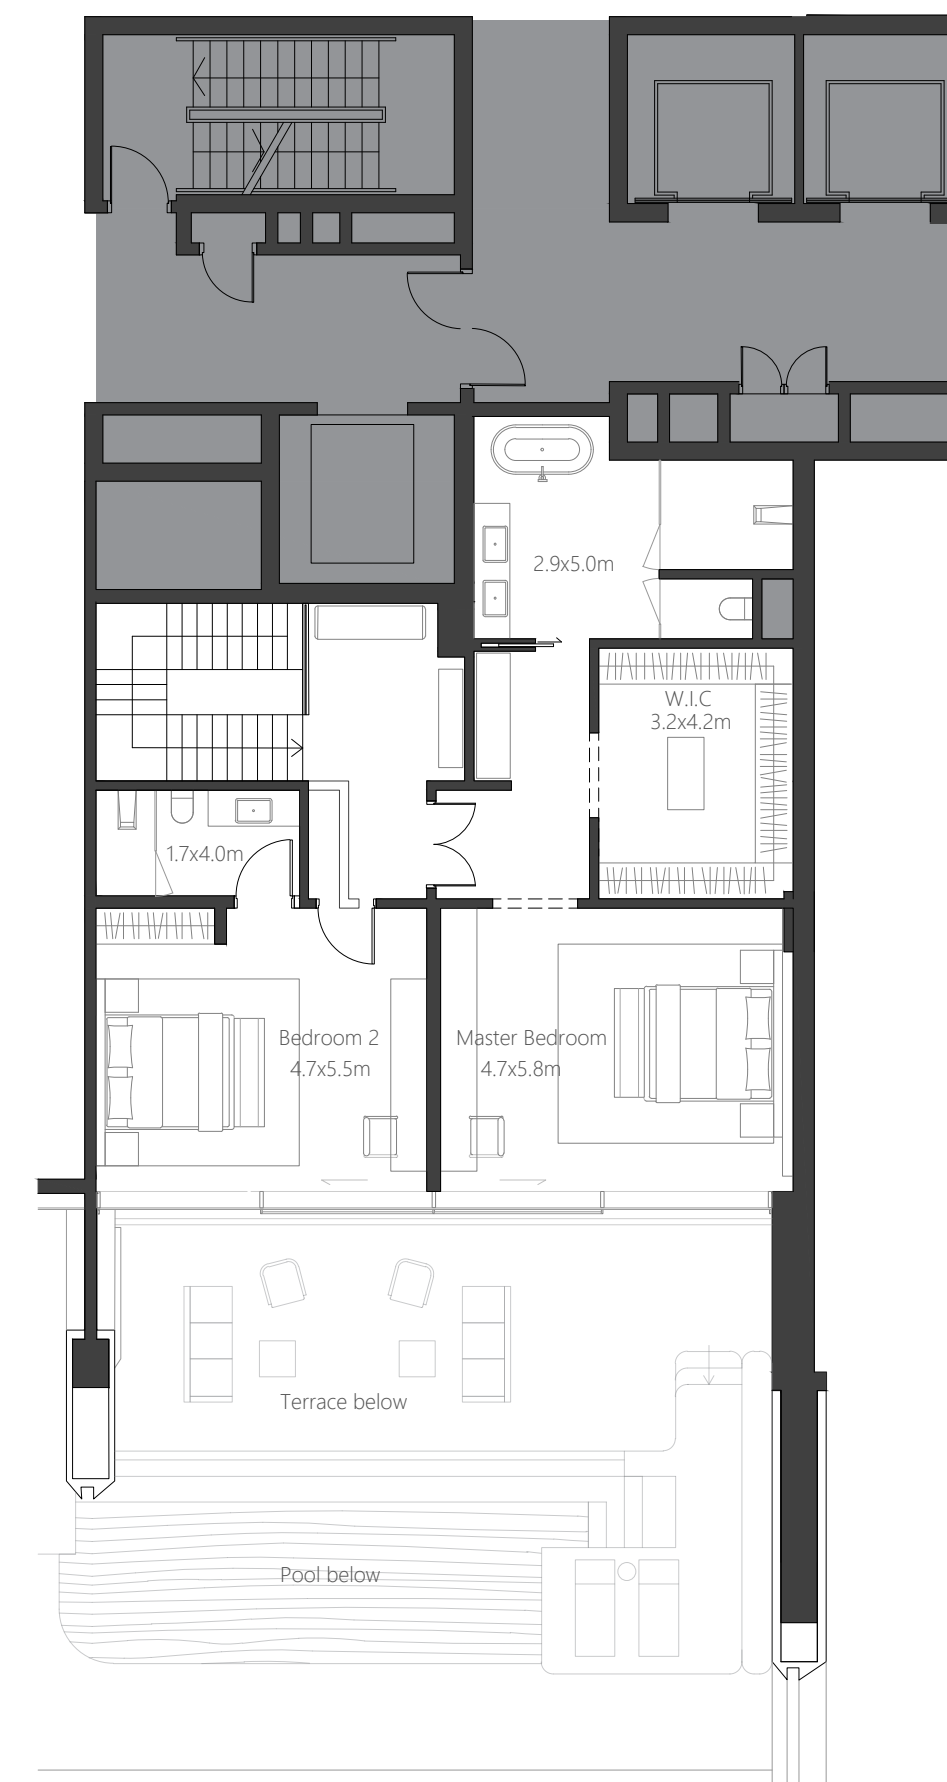 2.9x5.0m
W.I.C
3.2x4.2m
1.7x4.0m
Bedroom 2
4.7x5.5m
Master Bedroom
4.7x5.8m
Terrace below
Pool below